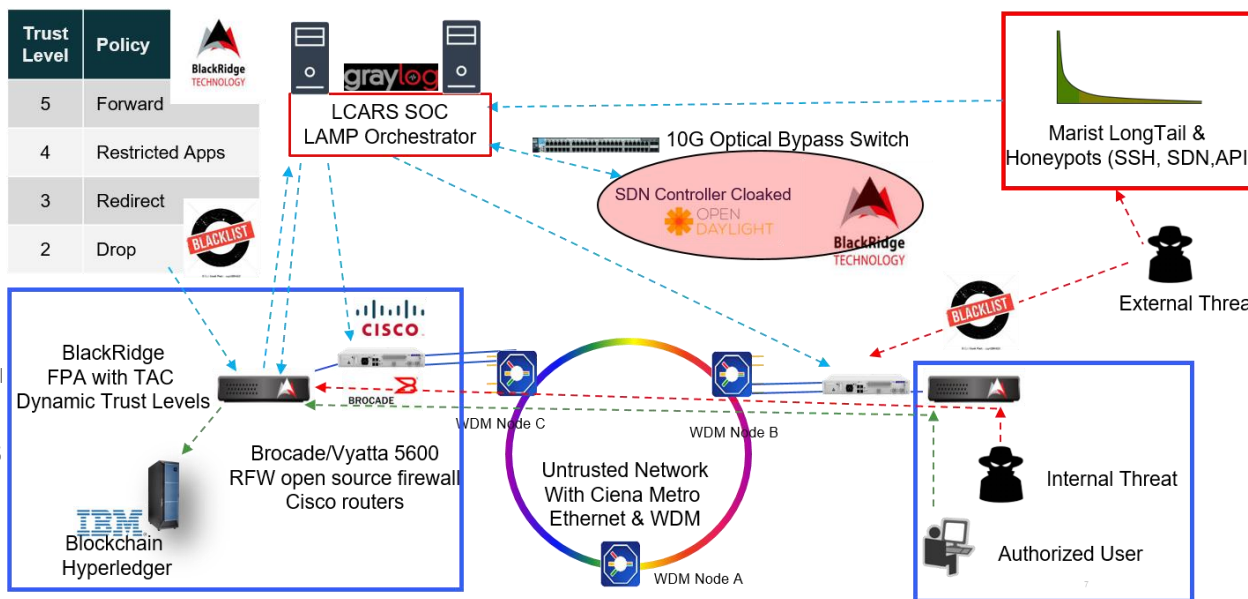 Trust Level
Policy
5
Forward
4
Restricted Apps
3
Redirect
2
Drop
BlackRidge
TECHNOLOGY
BLACKLIST
graylog
LCARS SOC
LAMP Orchestrator
10G Optical Bypass Switch
SDN Controller Cloaked
OPEN
DAYLIGHT
BlackRidge
TECHNOLOGY
Marist LongTail &
Honeypots (SSH, SDN,API
External Threat
BLACKLIST
CISCO
BlackRidge
FPA with TAC
Dynamic Trust Levels
BROCADE
WDM Node C
WDM Node B
Brocade/Vyatta 5600
RFW open source firewall
Cisco routers
IBM
Blockchain
Hyperledger
Untrusted Network
With Ciena Metro
Ethernet & WDM
WDM Node A
Internal Threat
Authorized User
7